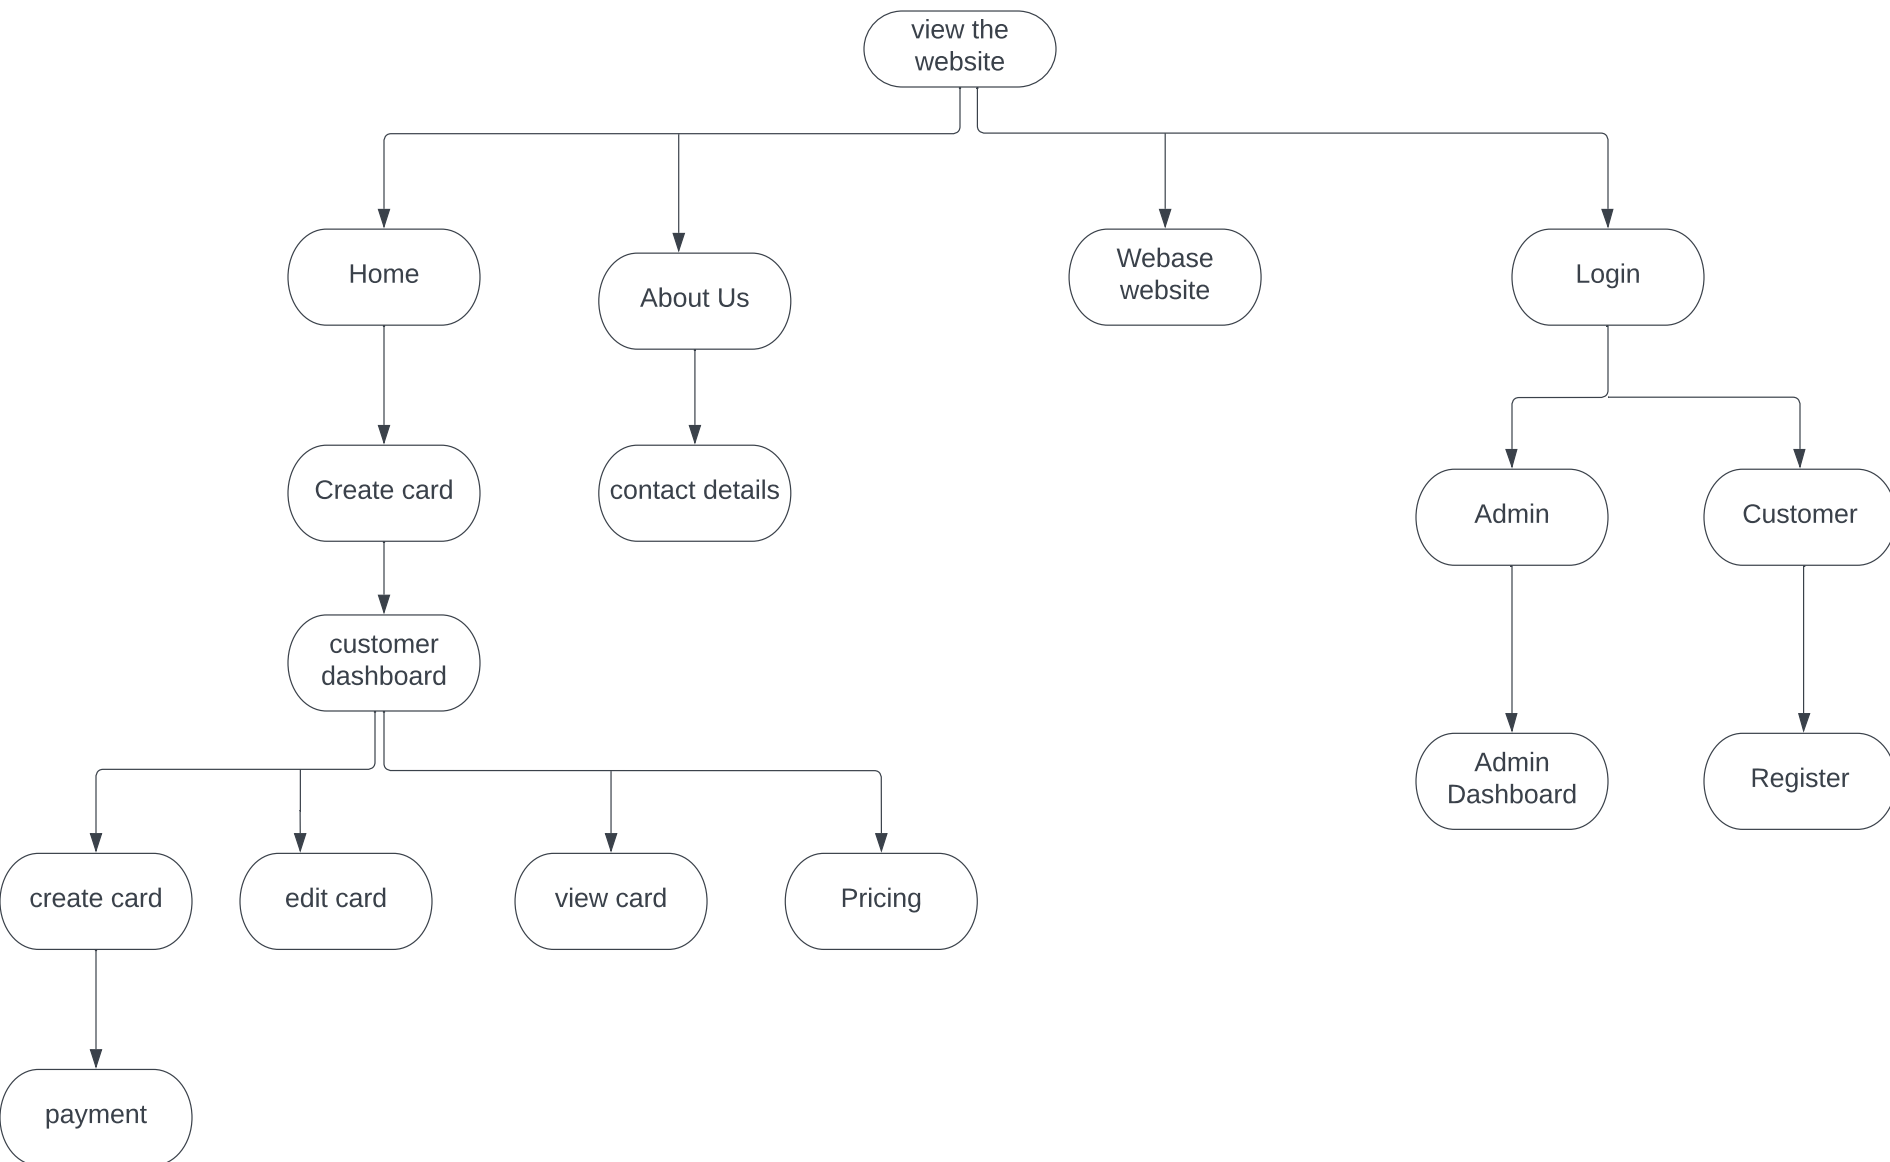 view the
website
Home
About Us
Webase
website
Login
Create card
contact details
Admin
Customer
customer
dashboard
Admin
Dashboard
Register
create card
edit card
view card
Pricing
payment